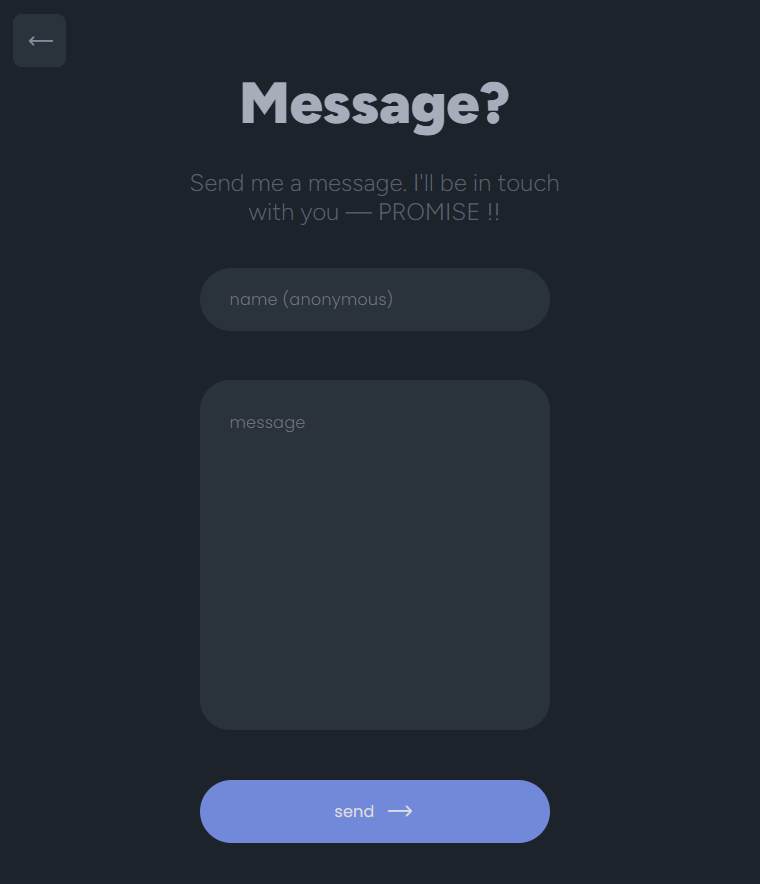 Message?
Send me a message. I'll be in touch
with you — PROMISE !!
name (anonymous)
message
send